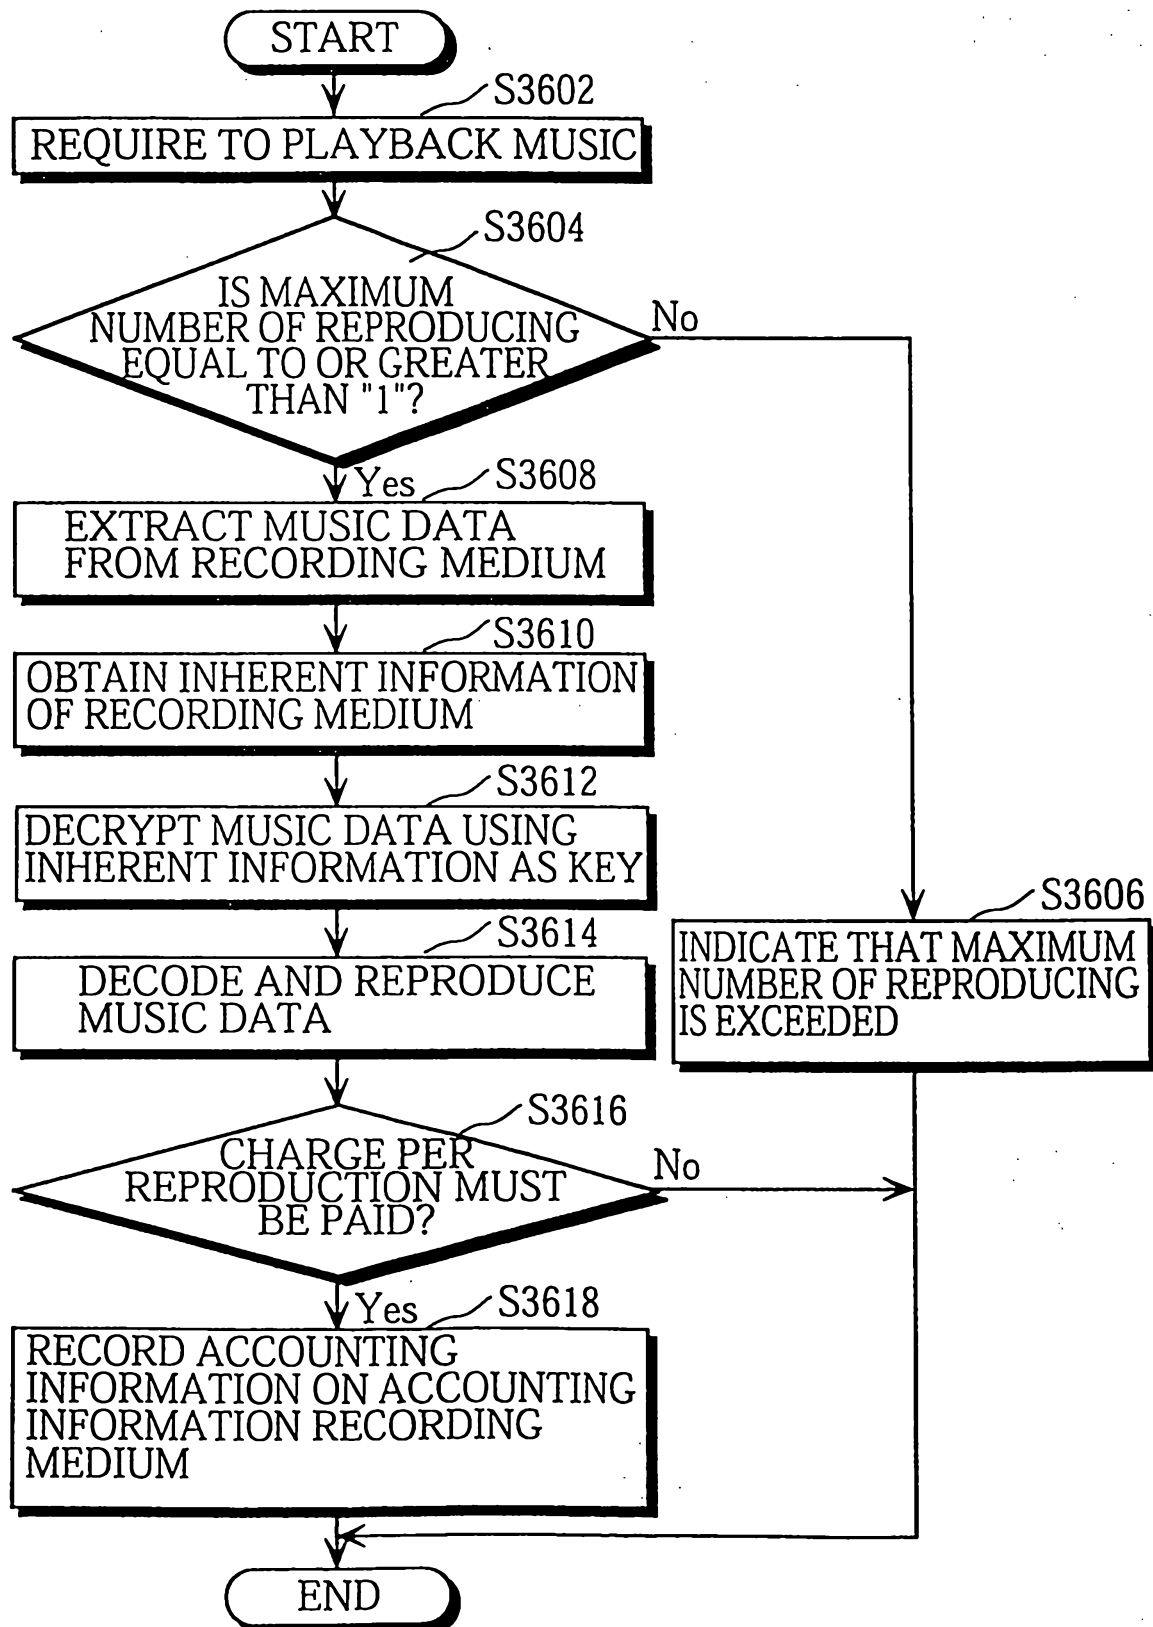 START
S3602
REQUIRE TO PLAYBACK MUSIC
S3604
IS MAXIMUM
NUMBER OF REPRODUCING
EQUAL TO OR GREATER
THAN "1"?
No
Yes
S3608
EXTRACT MUSIC DATA
FROM RECORDING MEDIUM
S3610
OBTAIN INHERENT INFORMATION
OF RECORDING MEDIUM
S3612
DECRYPT MUSIC DATA USING
INHERENT INFORMATION AS KEY
S3606
INDICATE THAT MAXIMUM
NUMBER OF REPRODUCING
IS EXCEEDED
S3614
DECODE AND REPRODUCE
MUSIC DATA
S3616
CHARGE PER
REPRODUCTION MUST
BE PAID?
No
Yes
S3618
RECORD ACCOUNTING
INFORMATION ON ACCOUNTING
INFORMATION RECORDING
MEDIUM
END